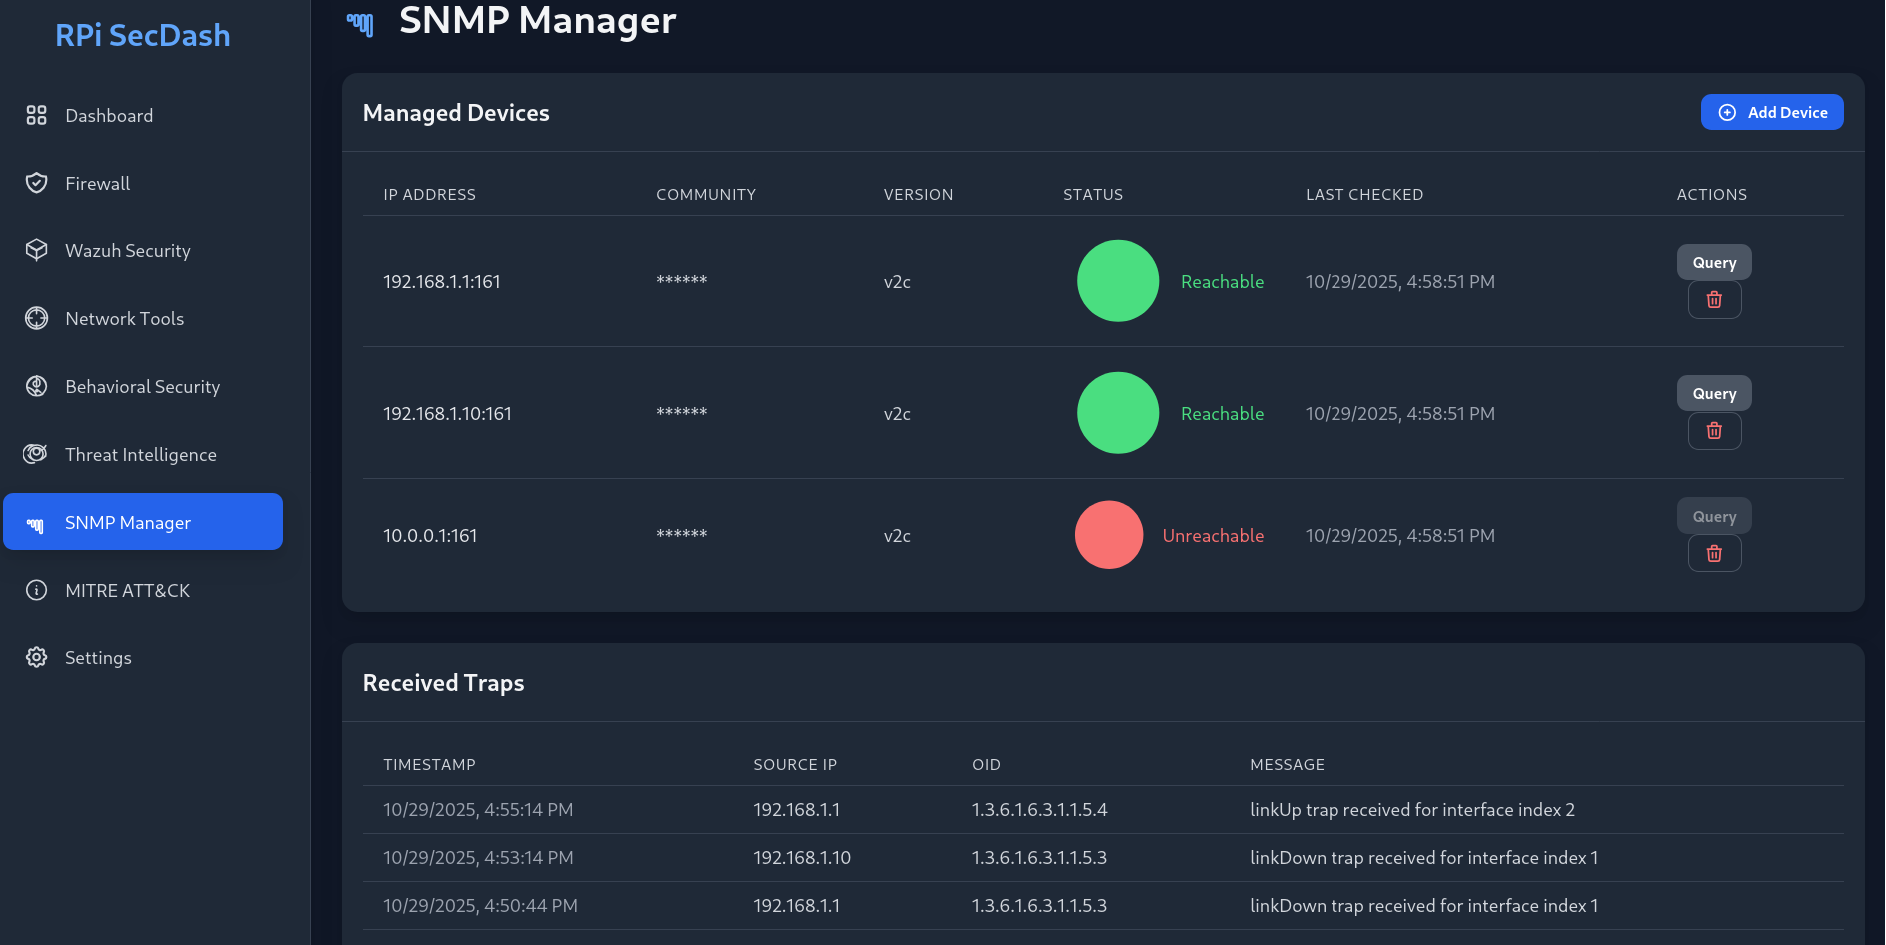 RPi SecDash
Dashboard
Firewall
Wazuh Security
Network Tools
Behavioral Security
Threat Intelligence
SNMP Manager
MITRE ATT&CK
Settings
SNMP Manager
Managed Devices
Add Device
IP ADDRESS COMMUNITY VERSION STATUS LAST CHECKED ACTIONS
192.168.1.1:161 ****** v2c Reachable 10/29/2025, 4:58:51 PM Query
192.168.1.10:161 ****** v2c Reachable 10/29/2025, 4:58:51 PM Query
10.0.0.1:161 ****** v2c Unreachable 10/29/2025, 4:58:51 PM Query
Received Traps
TIMESTAMP SOURCE IP OID MESSAGE
10/29/2025, 4:55:14 PM 192.168.1.1 1.3.6.1.6.3.1.1.5.4 linkUp trap received for interface index 2
10/29/2025, 4:53:14 PM 192.168.1.10 1.3.6.1.6.3.1.1.5.3 linkDown trap received for interface index 1
10/29/2025, 4:50:44 PM 192.168.1.1 1.3.6.1.6.3.1.1.5.3 linkDown trap received for interface index 1